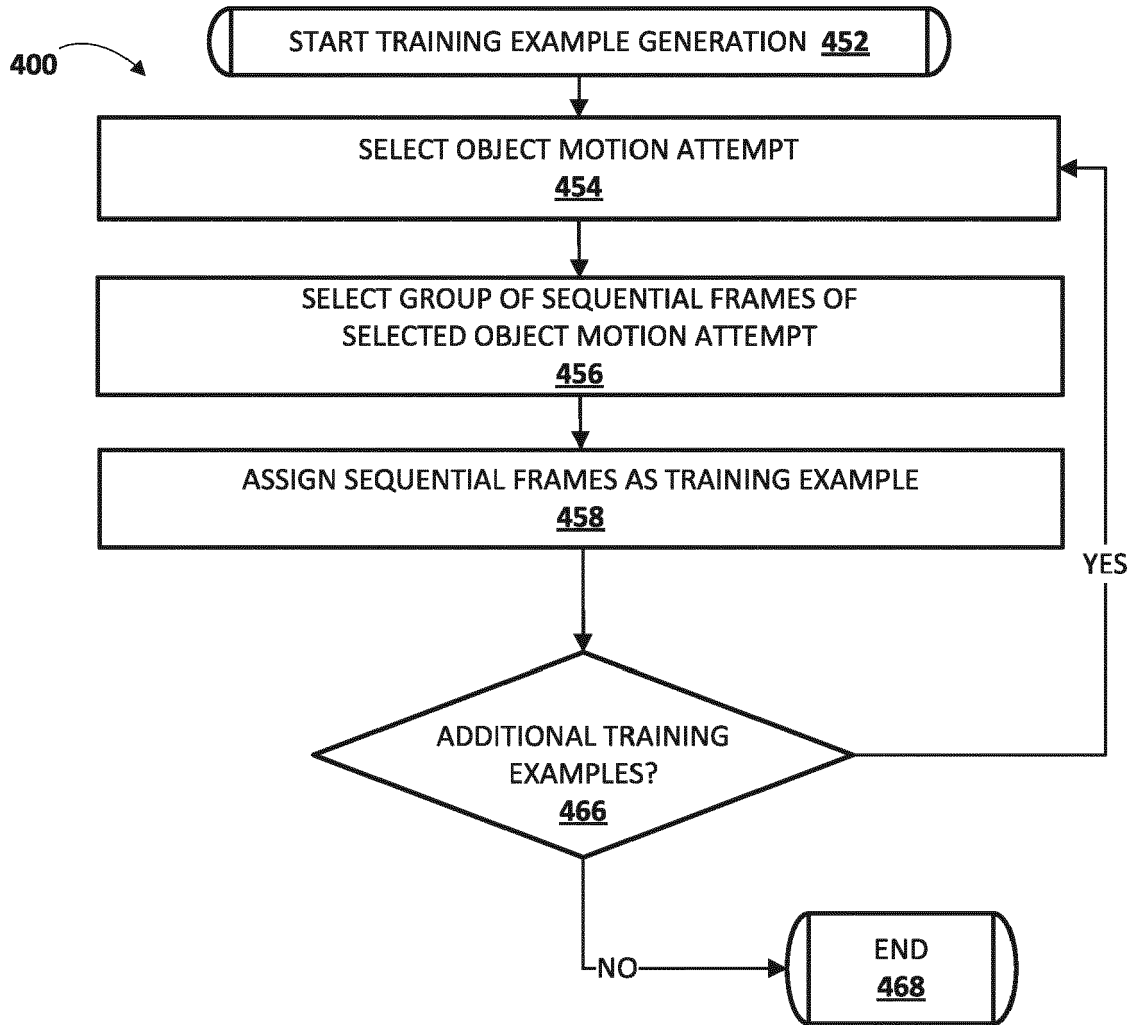 400
START TRAINING EXAMPLE GENERATION 452
SELECT OBJECT MOTION ATTEMPT
454
SELECT GROUP OF SEQUENTIAL FRAMES OF
SELECTED OBJECT MOTION ATTEMPT
456
ASSIGN SEQUENTIAL FRAMES AS TRAINING EXAMPLE
458
YES
ADDITIONAL TRAINING
EXAMPLES?
466
NO
END
468